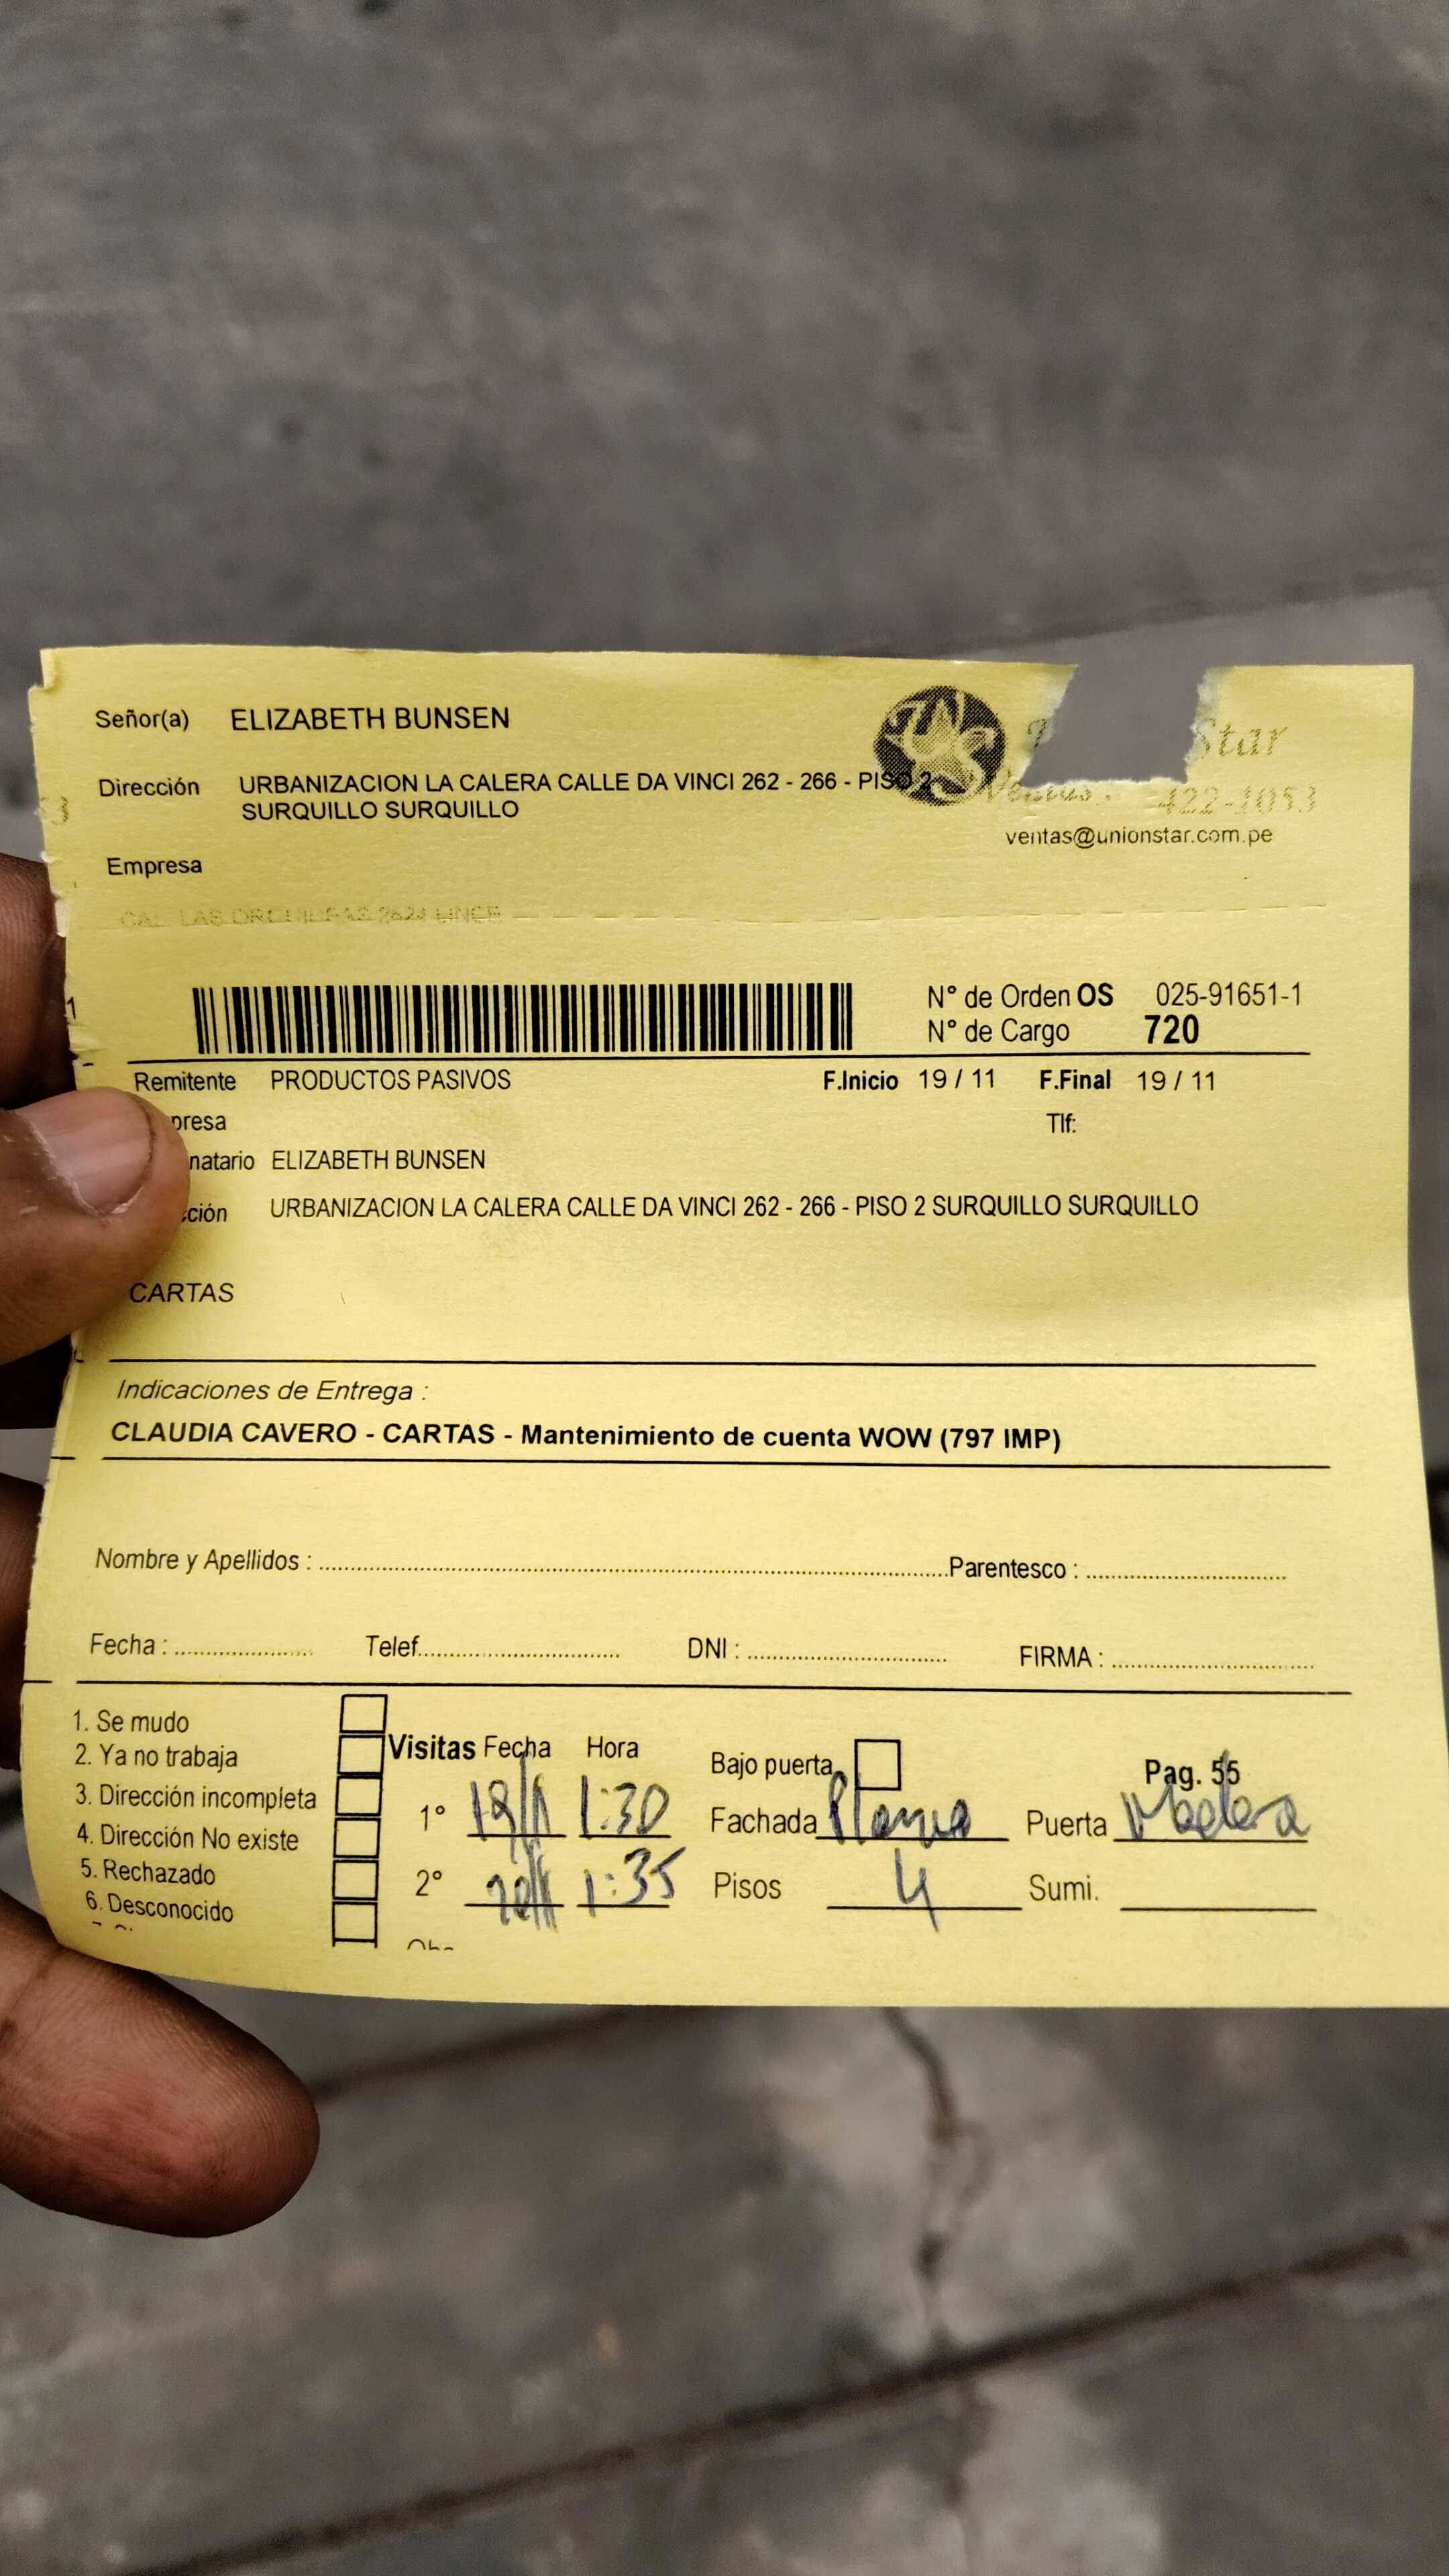 Señor(a) ELIZABETH BUNSEN
Dirección URBANIZACION LA CALERA CALLE DA VINCI 262 - 266 - PISO 2
SURQUILLO SURQUILLO
Star
Ventas : 422-1053
ventas@unionstar.com.pe
Empresa
N° de Orden OS 025-91651-1
N° de Cargo 720
Remitente PRODUCTOS PASIVOS F.Inicio 19 / 11 F.Final 19 / 11
presa Tlf:
natario ELIZABETH BUNSEN
cción URBANIZACION LA CALERA CALLE DA VINCI 262 - 266 - PISO 2 SURQUILLO SURQUILLO
CARTAS
Indicaciones de Entrega :
CLAUDIA CAVERO - CARTAS - Mantenimiento de cuenta WOW (797 IMP)
Nombre y Apellidos : Parentesco :
Fecha : Telef. DNI : FIRMA :
1. Se mudo
2. Ya no trabaja
3. Dirección incompleta
4. Dirección No existe
5. Rechazado
6. Desconocido
Visitas Fecha Hora
1° 19/11 1:30
2° 20/11 1:35
Bajo puerta Pag. 55
Fachada Puerta
Pisos 4 Sumi.